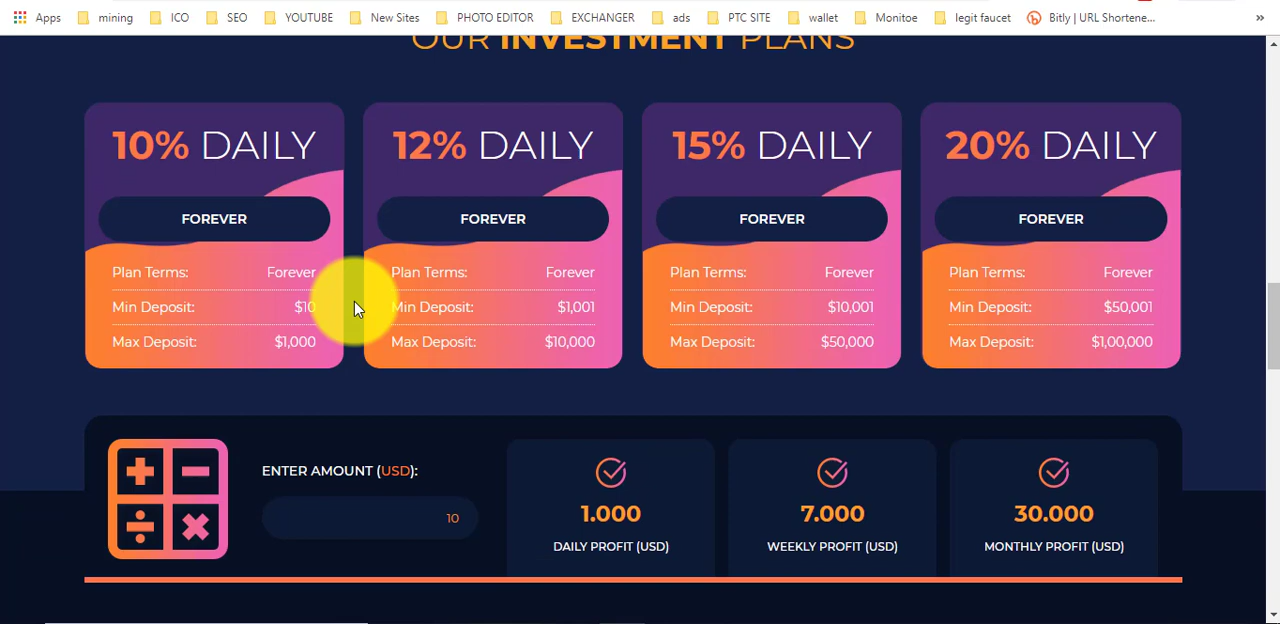 Apps mining ICO SEO YOUTUBE New Sites PHOTO EDITOR EXCHANGER ads PTC SITE wallet Monitoe legit faucet Bitly | URL Shortene... »
OUR INVESTMENT PLANS
10% DAILY
FOREVER
Plan Terms: Forever
Min Deposit: $10
Max Deposit: $1,000
12% DAILY
FOREVER
Plan Terms: Forever
Min Deposit: $1,001
Max Deposit: $10,000
15% DAILY
FOREVER
Plan Terms: Forever
Min Deposit: $10,001
Max Deposit: $50,000
20% DAILY
FOREVER
Plan Terms: Forever
Min Deposit: $50,001
Max Deposit: $1,00,000
ENTER AMOUNT (USD):
10
1.000
DAILY PROFIT (USD)
7.000
WEEKLY PROFIT (USD)
30.000
MONTHLY PROFIT (USD)